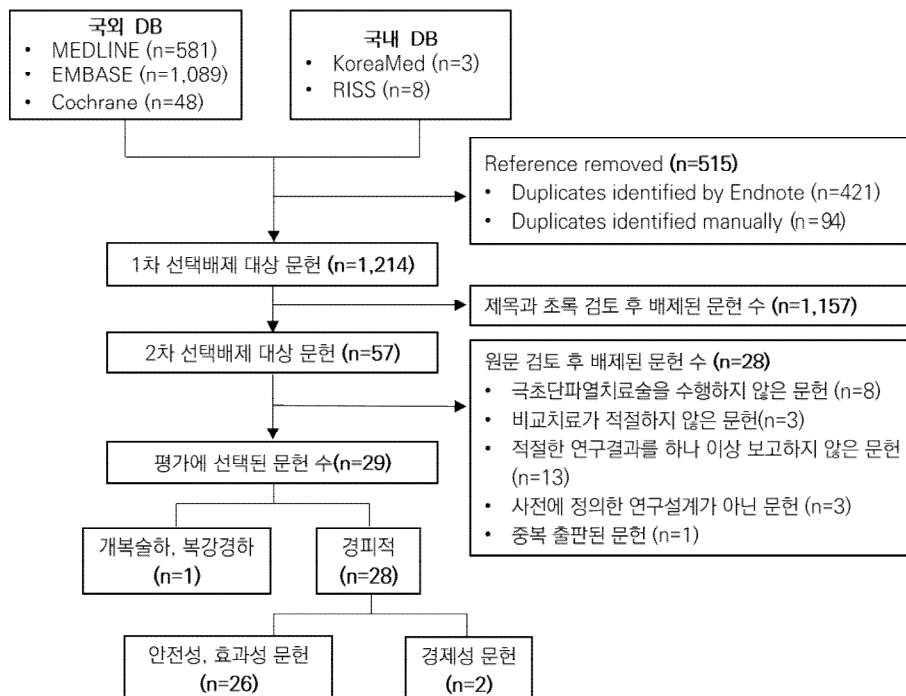 국외 DB
• MEDLINE (n=581)
• EMBASE (n=1,089)
• Cochrane (n=48)
국내 DB
• KoreaMed (n=3)
• RISS (n=8)
Reference removed (n=515)
• Duplicates identified by Endnote (n=421)
• Duplicates identified manually (n=94)
1차 선택배제 대상 문헌 (n=1,214)
제목과 초록 검토 후 배제된 문헌 수 (n=1,157)
2차 선택배제 대상 문헌 (n=57)
원문 검토 후 배제된 문헌 수 (n=28)
• 극초단파열치료술을 수행하지 않은 문헌 (n=8)
• 비교치료가 적절하지 않은 문헌(n=3)
• 적절한 연구결과를 하나 이상 보고하지 않은 문헌
(n=13)
• 사전에 정의한 연구설계가 아닌 문헌 (n=3)
• 중복 출판된 문헌 (n=1)
평가에 선택된 문헌 수(n=29)
개복술하, 복강경하
(n=1)
경피적
(n=28)
안전성, 효과성 문헌
(n=26)
경제성 문헌
(n=2)